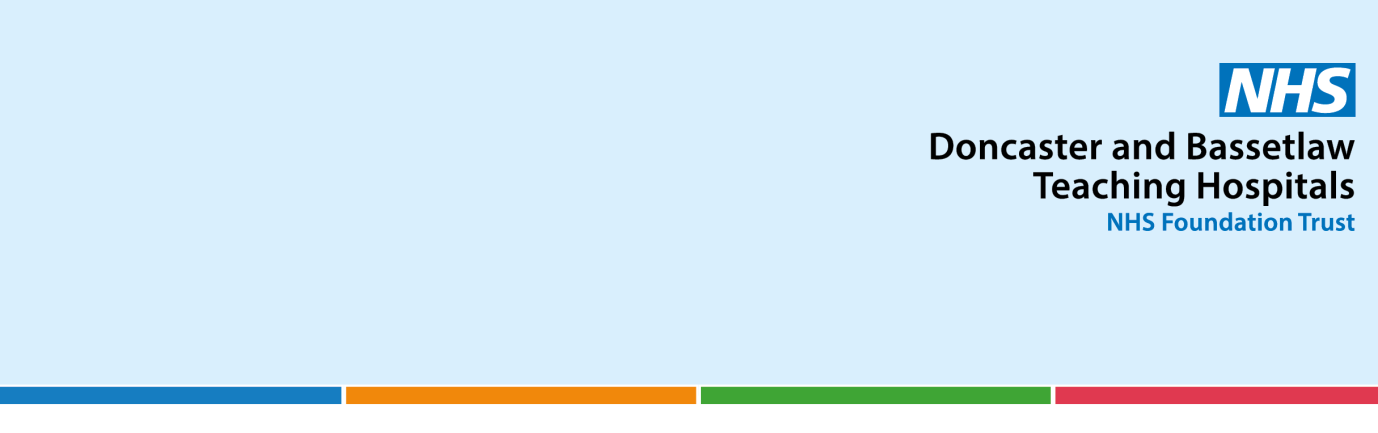 NHS
Doncaster and Bassetlaw
Teaching Hospitals
NHS Foundation Trust